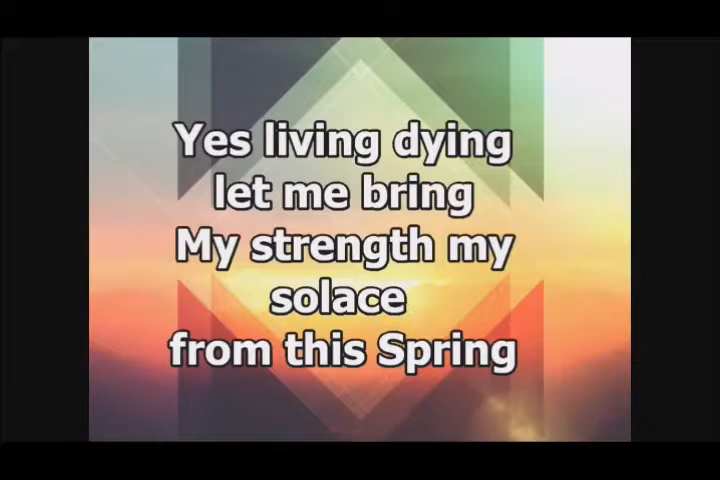 Yes living dying
let me bring
My strength my
solace
from this Spring